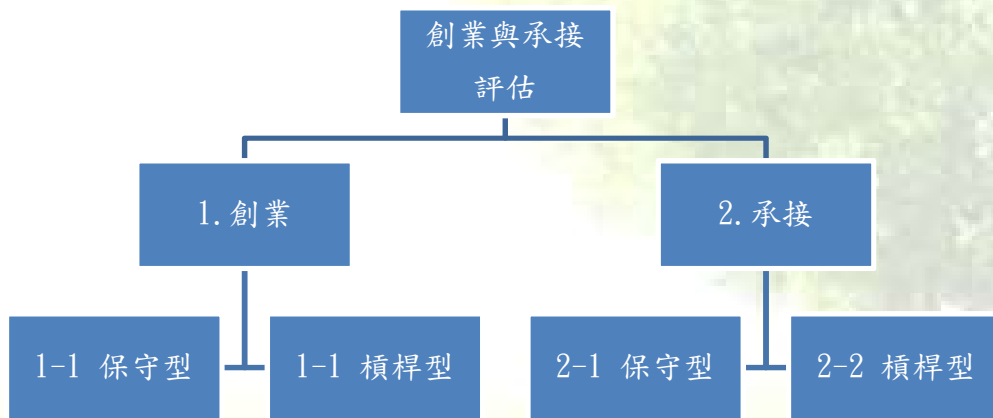 創業與承接
評估
1.創業
2.承接
1-1 保守型
1-1 槓桿型
2-1 保守型
2-2 槓桿型